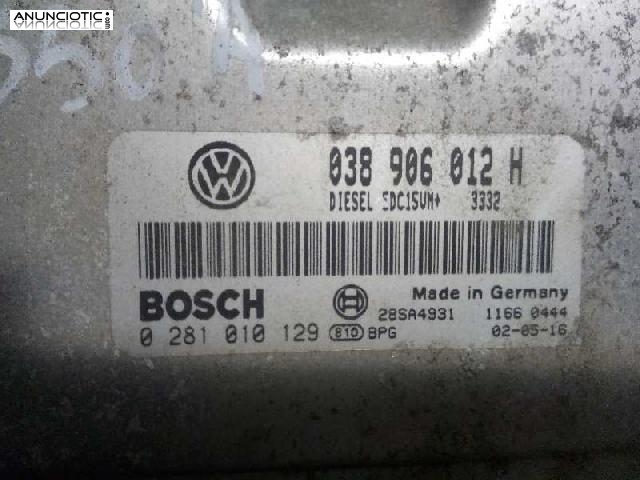 ANUNCIOTIC.com
038 906 012 H
DIESEL EDC15VM+ 3332
BOSCH
Made in Germany
28SA4931 1166 0444
0 281 010 129 810 BPG 02-05-16